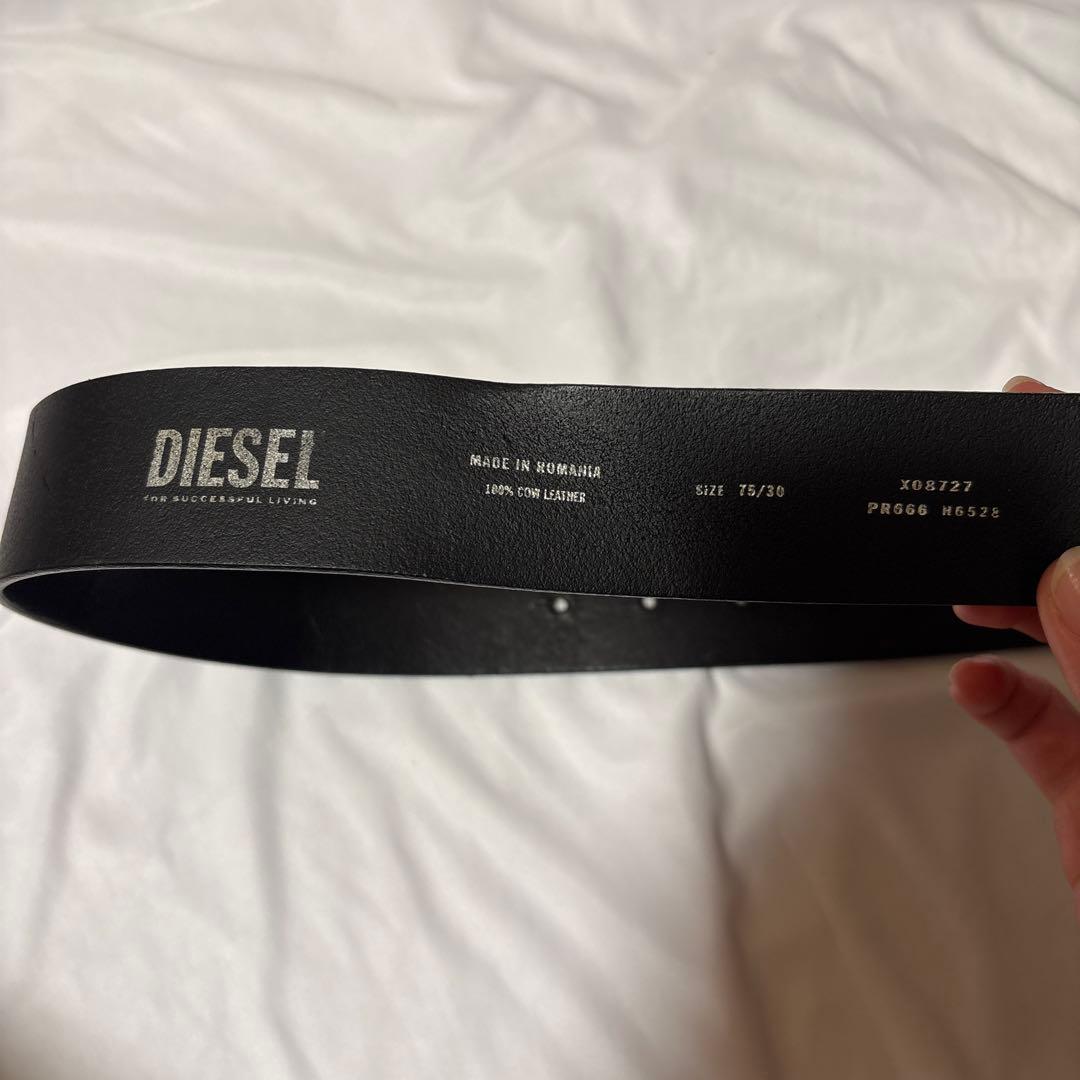 DIESEL
FOR SUCCESSFUL LIVING
MADE IN ROMANIA
100% COW LEATHER
SIZE 75/30
X08727
PR666 H6528